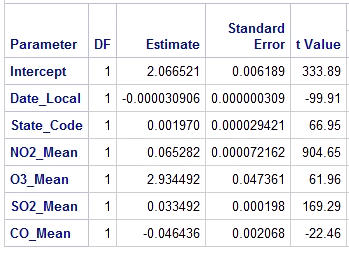 Parameter DF Estimate Standard Error t Value
Intercept 1 2.066521 0.006189 333.89
Date_Local 1 -0.000030906 0.000000309 -99.91
State_Code 1 0.001970 0.000029421 66.95
NO2_Mean 1 0.065282 0.000072162 904.65
O3_Mean 1 2.934492 0.047361 61.96
SO2_Mean 1 0.033492 0.000198 169.29
CO_Mean 1 -0.046436 0.002068 -22.46